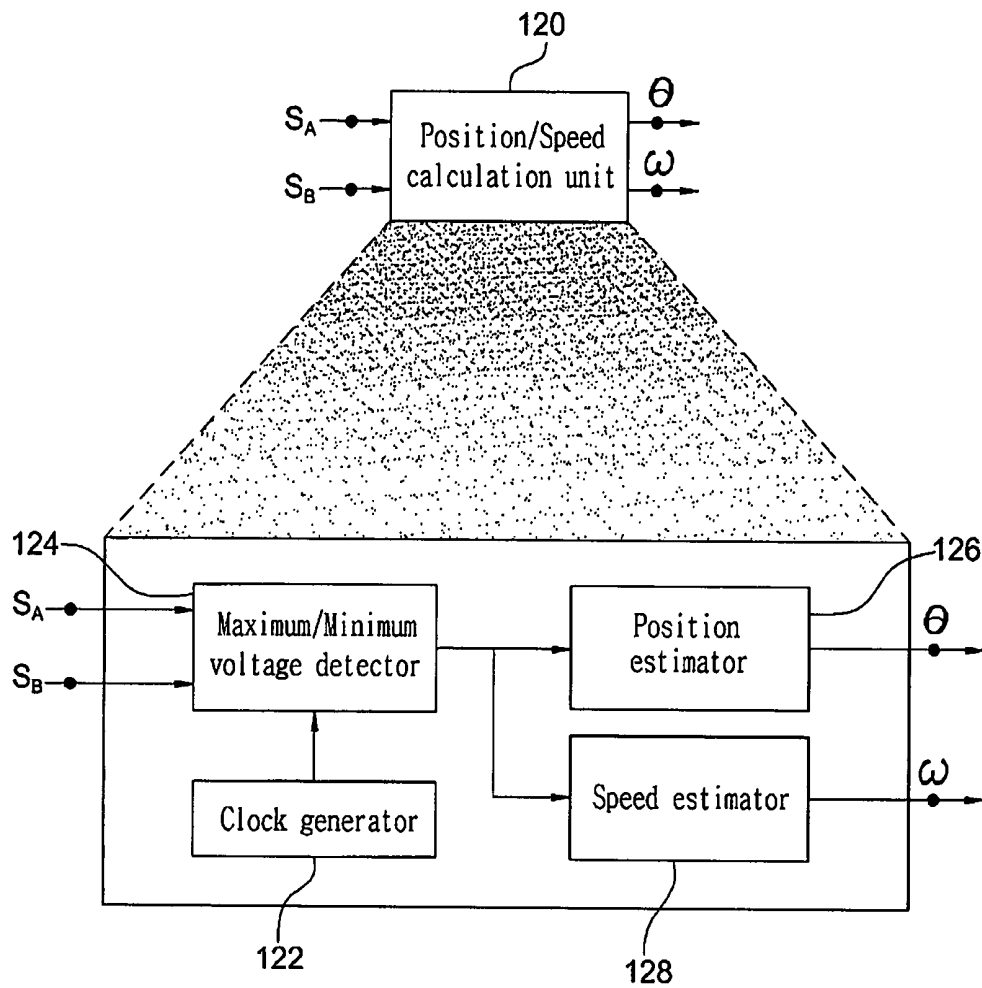 120
S_A
θ
Position/Speed
calculation unit
S_B
ω
124
126
S_A
Maximum/Minimum
voltage detector
Position
estimator
θ
S_B
ω
Clock generator
Speed estimator
122
128